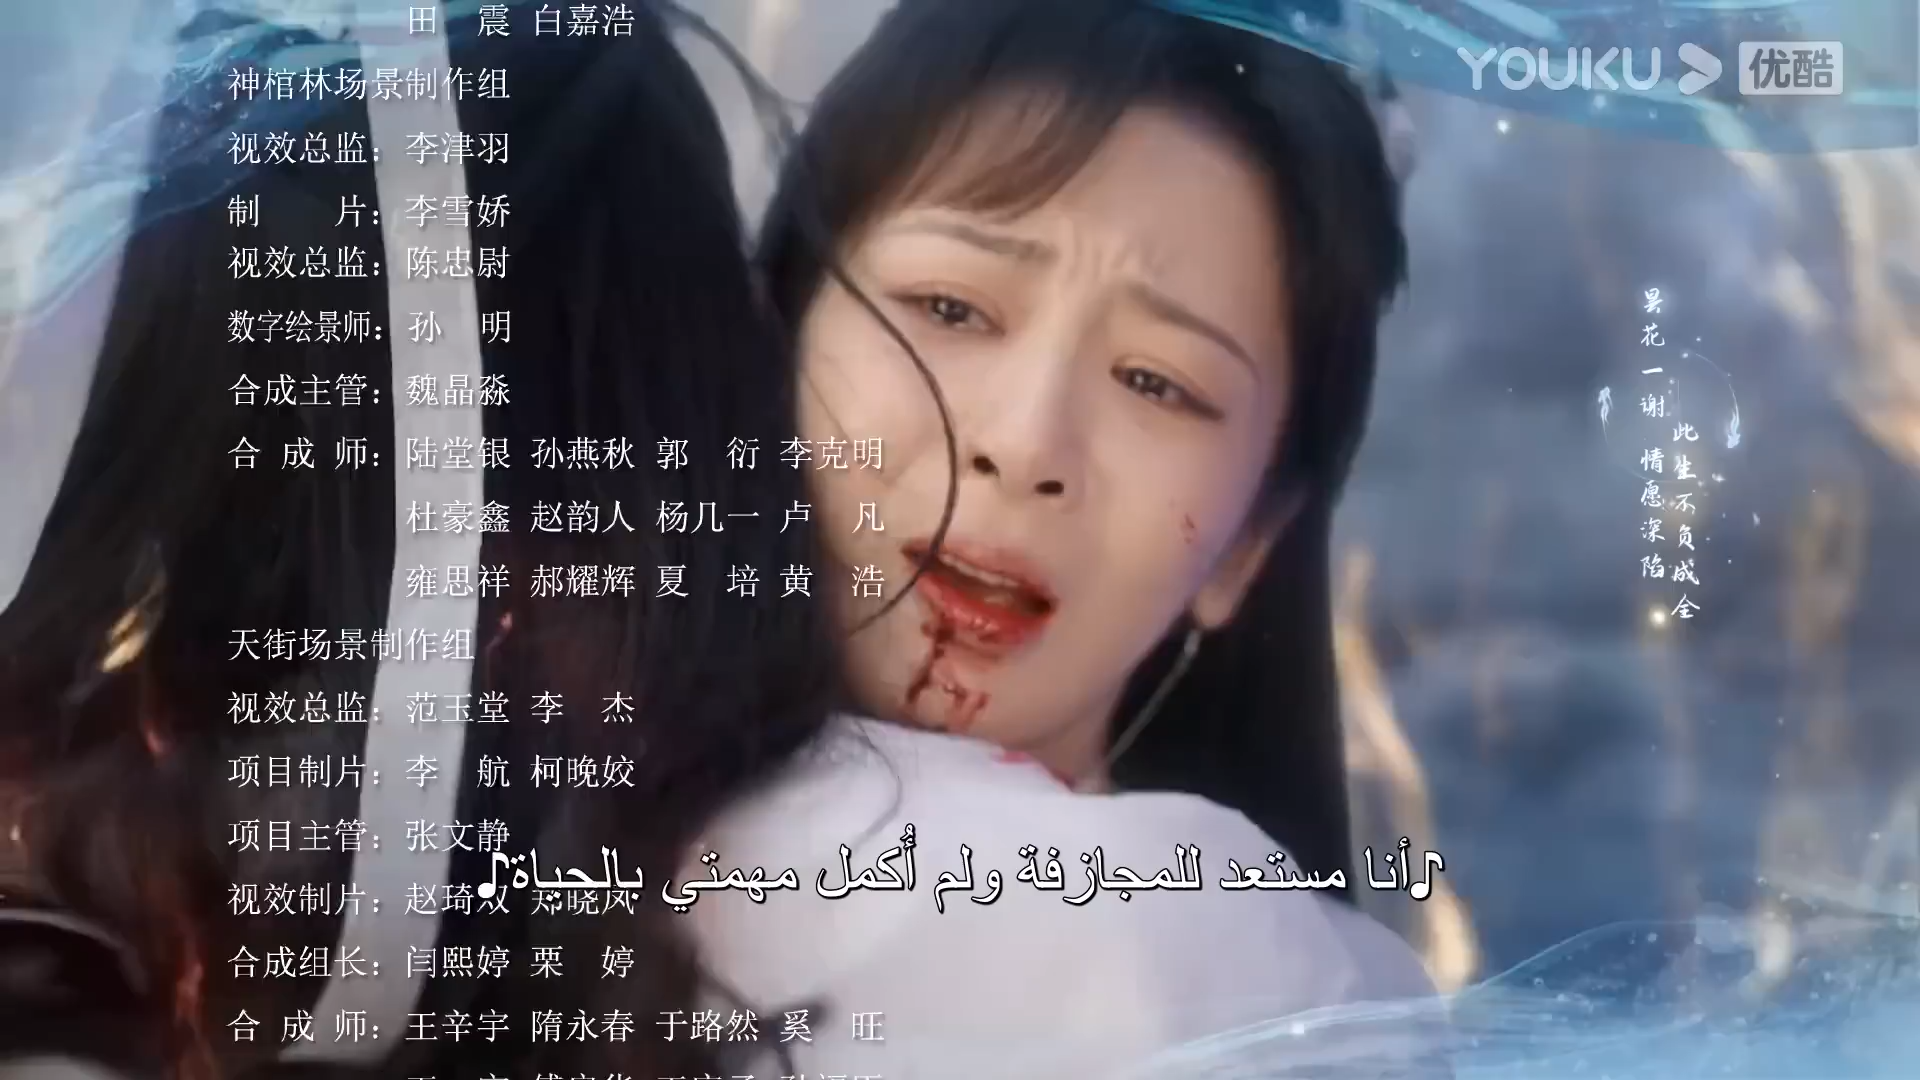 田 震 白嘉浩
神棺林场景制作组
视效总监：李津羽
制 片：李雪娇
视效总监：陈忠尉
数字绘景师：孙 明
合成主管：魏晶淼
合 成 师：陆堂银 孙燕秋 郭 衍 李克明
杜豪鑫 赵韵人 杨几一 卢 凡
雍思祥 郝耀辉 夏 培 黄 浩
天街场景制作组
视效总监：范玉堂 李 杰
项目制片：李 航 柯晚姣
项目主管：张文静
视效制片：赵琦双 郑晓凤
合成组长：闫熙婷 栗 婷
合 成 师：王辛宇 隋永春 于路然 奚 旺
YOUKU 优酷
昙花一谢 情愿深陷
此生不负成全
♪أنا مستعد للمجازفة ولم أُكمل مهمتي بالحياة♪